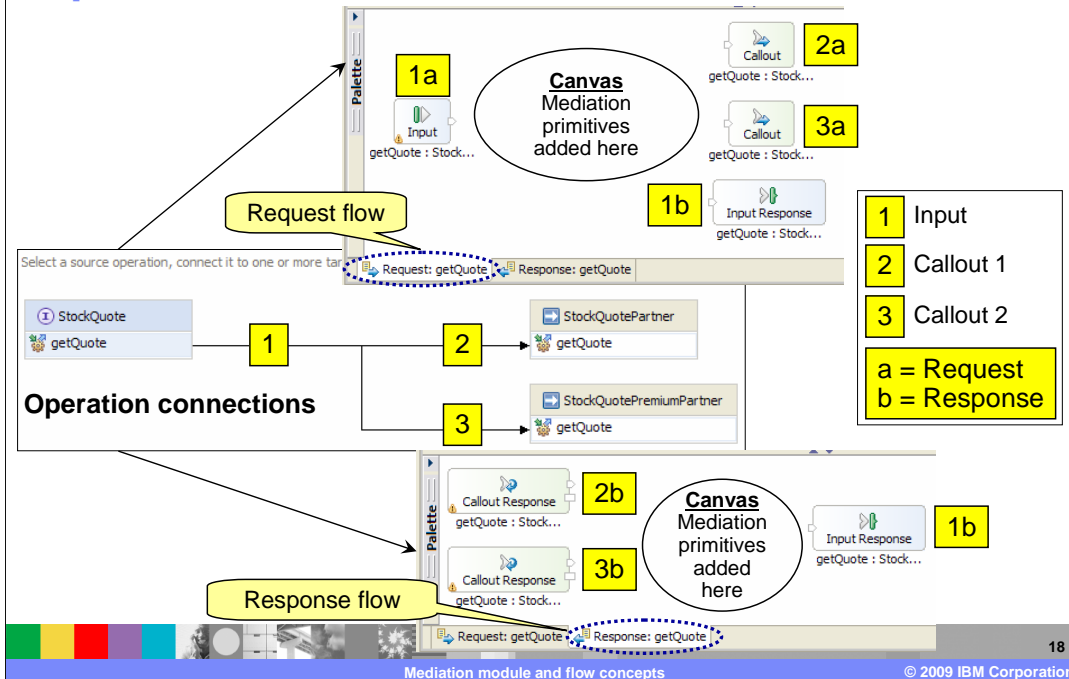 Palette
1a
Input
getQuote : Stock...
Canvas
Mediation
primitives
added here
Callout
2a
getQuote : Stock...
Callout
3a
getQuote : Stock...
1b
Input Response
getQuote : Stock...
Request flow
Request: getQuote
Response: getQuote
1 Input
2 Callout 1
3 Callout 2
a = Request
b = Response
Select a source operation, connect it to one or more tar
StockQuote
getQuote
1
2
StockQuotePartner
getQuote
3
StockQuotePremiumPartner
getQuote
Operation connections
Palette
Callout Response
2b
getQuote : Stock...
Callout Response
3b
getQuote : Stock...
Canvas
Mediation
primitives
added
here
Input Response
1b
getQuote : Stock...
Response flow
Request: getQuote
Response: getQuote
18
Mediation module and flow concepts
© 2009 IBM Corporation